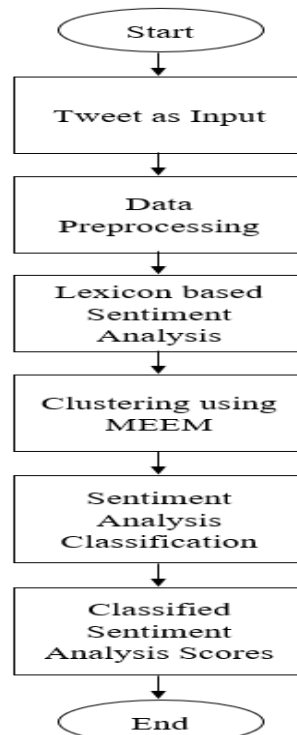 Start
Tweet as Input
Data
Preprocessing
Lexicon based
Sentiment
Analysis
Clustering using
MEEM
Sentiment
Analysis
Classification
Classified
Sentiment
Analysis Scores
End